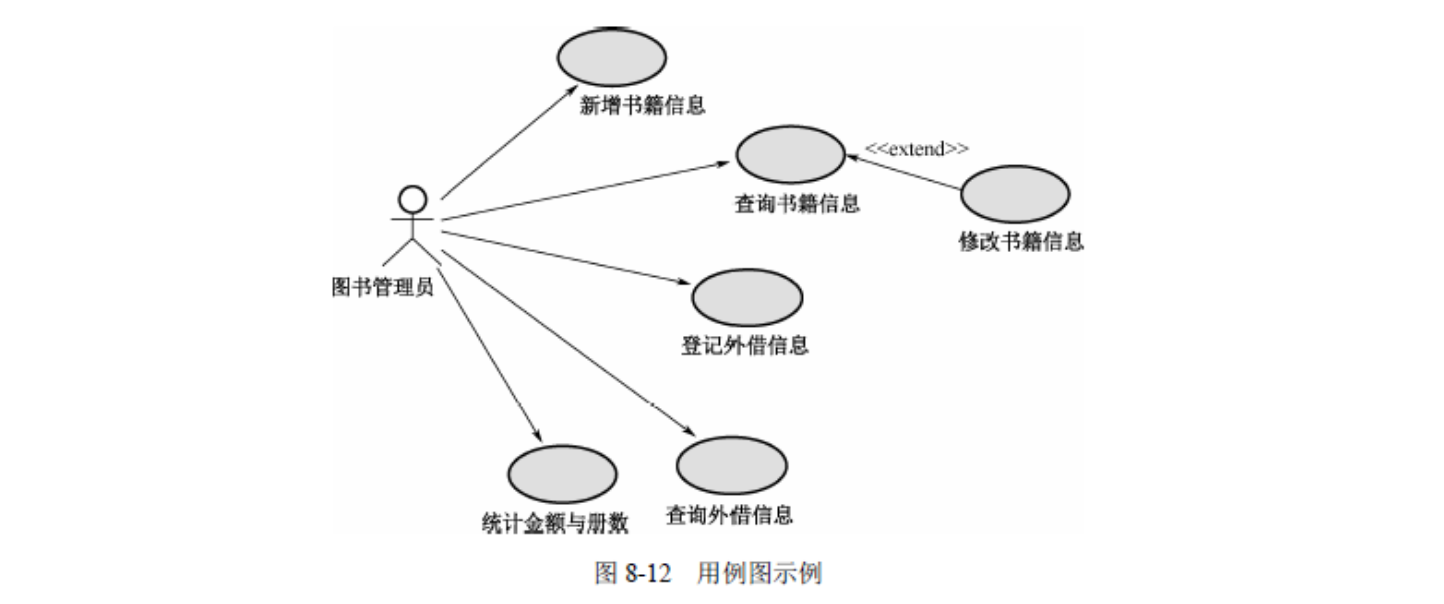 新增书籍信息
<<extend>>
查询书籍信息
修改书籍信息
图书管理员
登记外借信息
统计金额与册数
查询外借信息
图 8-12 用例图示例